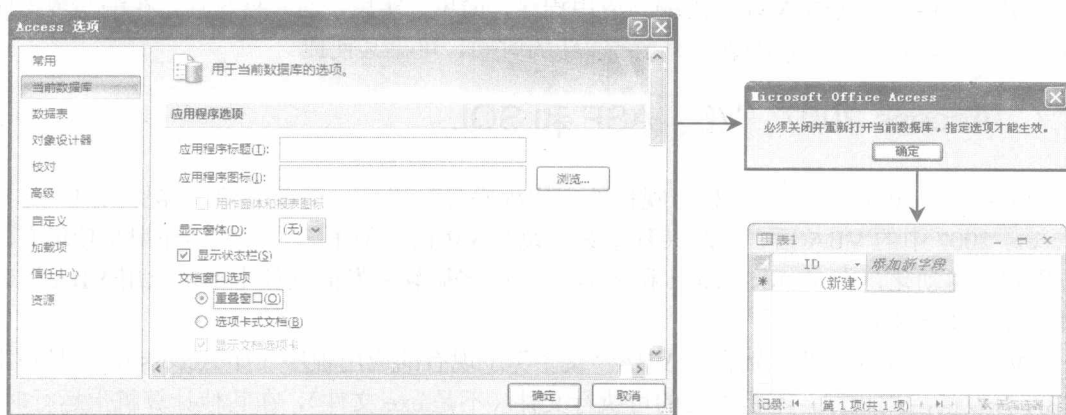 Access 选项
常用
当前数据库
数据表
对象设计器
校对
高级
自定义
加载项
信任中心
资源
用于当前数据库的选项。
应用程序选项
应用程序标题(T):
应用程序图标(I):
浏览...
用作窗体和报表图标
显示窗体(D): (无)
显示状态栏(S)
文档窗口选项
重叠窗口(O)
选项卡式文档(B)
显示文档选项卡
确定 取消
Microsoft Office Access
必须关闭并重新打开当前数据库，指定选项才能生效。
确定
表1
ID 添加新字段
* (新建)
记录: 第 1 项(共 1 项) 无筛选器